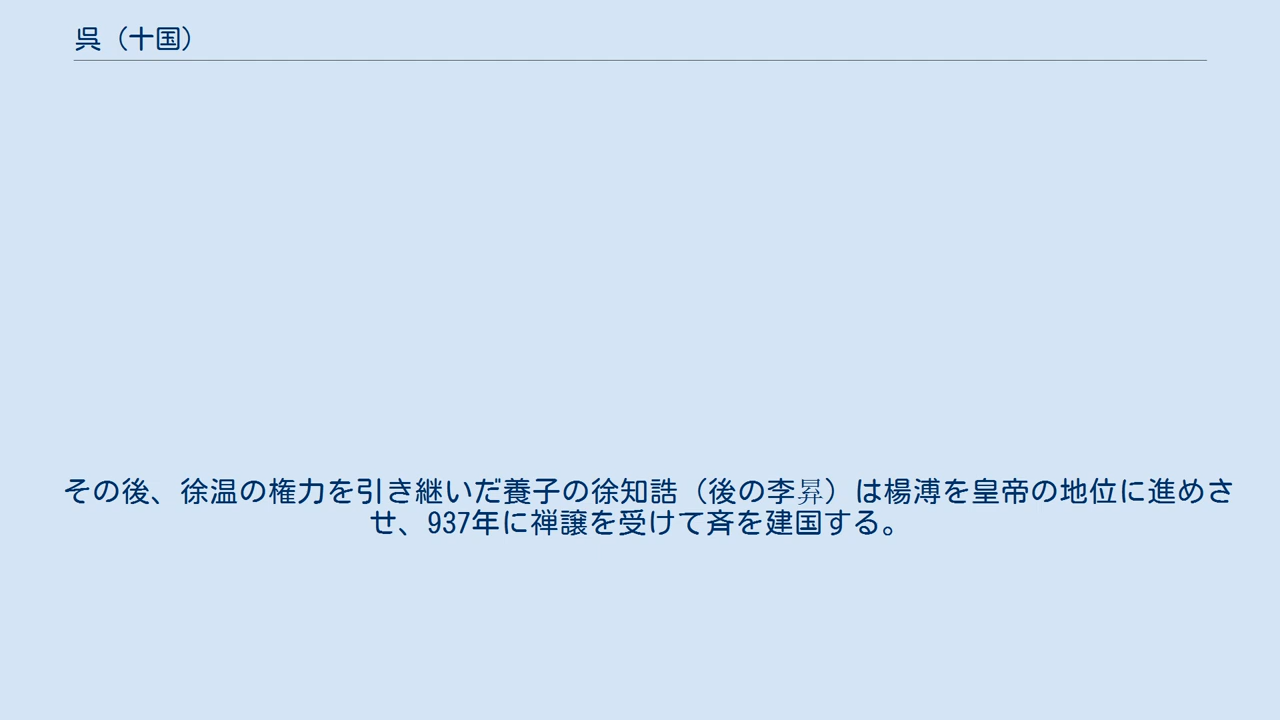 呉（十国）
その後、徐温の権力を引き継いだ養子の徐知誥（後の李昪）は楊溥を皇帝の地位に進めさ
せ、937年に禅譲を受けて斉を建国する。